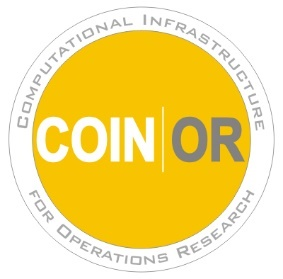 COMPUTATIONAL INFRASTRUCTURE
COIN|OR
FOR OPERATIONS RESEARCH